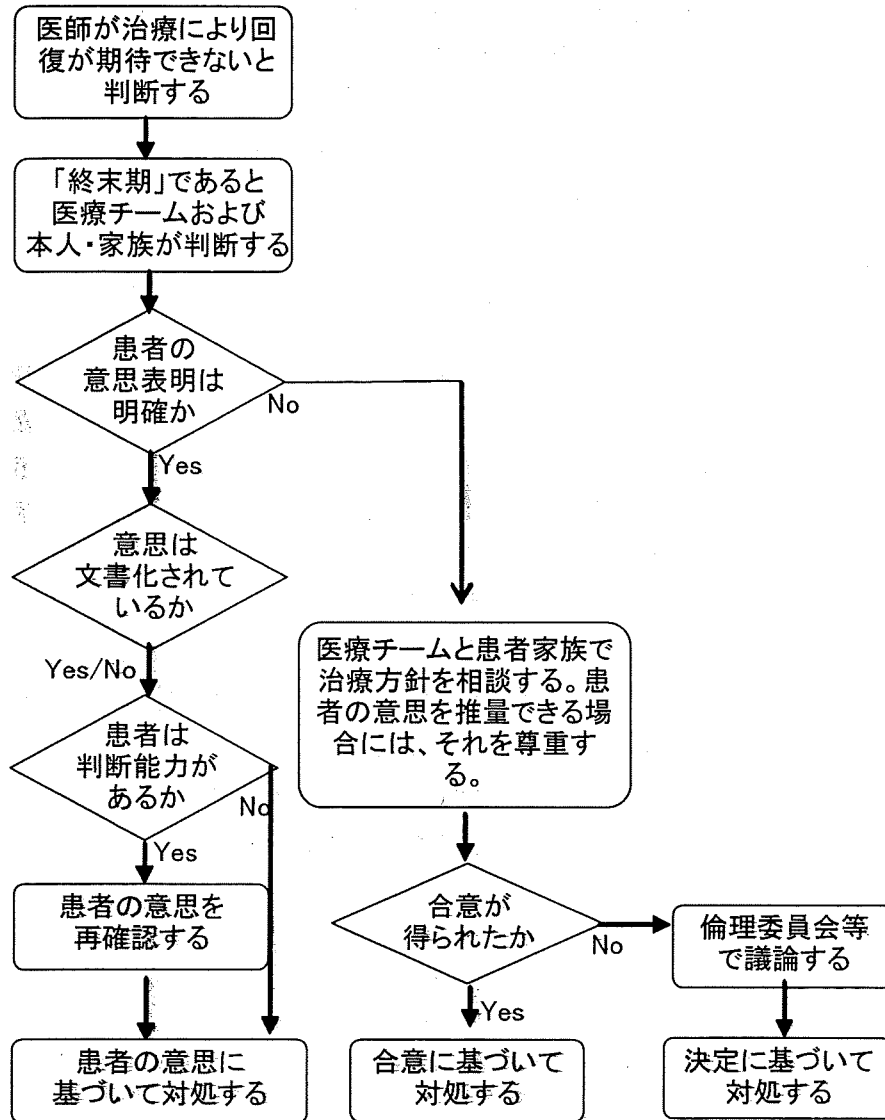 医師が治療により回
復が期待できないと
判断する
「終末期」であると
医療チームおよび
本人・家族が判断する
患者の
意思表明は
明確か
No
Yes
意思は
文書化されて
いるか
Yes/No
患者は
判断能力が
あるか
No
Yes
患者の意思を
再確認する
患者の意思に
基づいて対処する
医療チームと患者家族で
治療方針を相談する。患
者の意思を推量できる場
合には、それを尊重す
る。
合意が
得られたか
No
Yes
合意に基づいて
対処する
倫理委員会等
で議論する
決定に基づいて
対処する